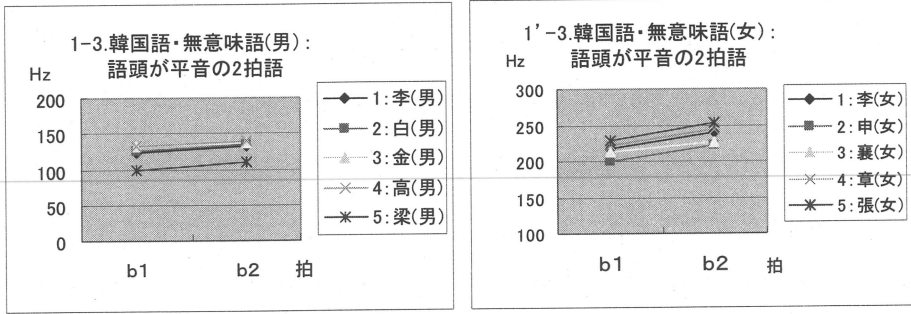 1-3.韓国語・無意味語(男):
語頭が平音の2拍語
Hz
200
150
100
50
0
b1 b2 拍
1:李(男)
2:白(男)
3:金(男)
4:高(男)
5:梁(男)
1'-3.韓国語・無意味語(女):
語頭が平音の2拍語
Hz
300
250
200
150
100
b1 b2 拍
1:李(女)
2:申(女)
3:襄(女)
4:章(女)
5:張(女)